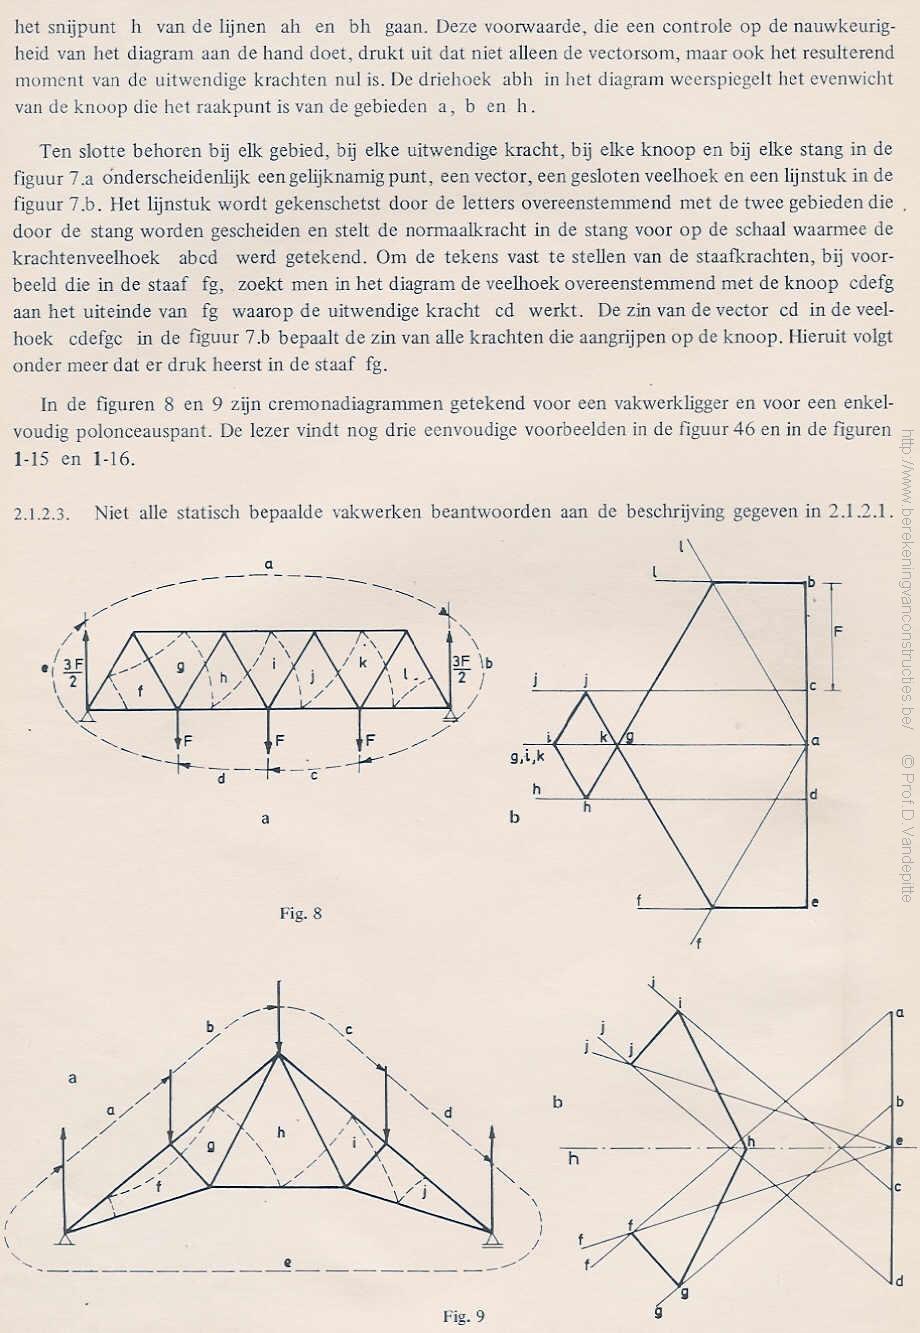 het snijpunt h van de lijnen ah en bh gaan. Deze voorwaarde, die een controle op de nauwkeurig-
heid van het diagram aan de hand doet, drukt uit dat niet alleen de vectorsom, maar ook het resulterend
moment van de uitwendige krachten nul is. De driehoek abh in het diagram weerspiegelt het evenwicht
van de knoop die het raakpunt is van de gebieden a, b en h.
Ten slotte behoren bij elk gebied, bij elke uitwendige kracht, bij elke knoop en bij elke stang in de
figuur 7.a onderscheidenlijk een gelijknamig punt, een vector, een gesloten veelhoek en een lijnstuk in de
figuur 7.b. Het lijnstuk wordt gekenschetst door de letters overeenstemmend met de twee gebieden die
door de stang worden gescheiden en stelt de normaalkracht in de stang voor op de schaal waarmee de
krachtenveelhoek abcd werd getekend. Om de tekens vast te stellen van de staafkrachten, bij voor-
beeld die in de staaf fg, zoekt men in het diagram de veelhoek overeenstemmend met de knoop cdefg
aan het uiteinde van fg waarop de uitwendige kracht cd werkt. De zin van de vector cd in de veel-
hoek cdefgc in de figuur 7.b bepaalt de zin van alle krachten die aangrijpen op de knoop. Hieruit volgt
onder meer dat er druk heerst in de staaf fg.
In de figuren 8 en 9 zijn cremonadiagrammen getekend voor een vakwerkligger en voor een enkel-
voudig polonceauspant. De lezer vindt nog drie eenvoudige voorbeelden in de figuur 46 en in de figuren
1-15 en 1-16.
2.1.2.3. Niet alle statisch bepaalde vakwerken beantwoorden aan de beschrijving gegeven in 2.1.2.1.
a
e
3F
2
f
g
h
i
j
k
l
3F
2
b
F
F
F
d
c
a
l
l
b
F
j
j
c
i
k
g
a
g,i,k
h
h
d
b
f
e
f
Fig. 8
b
c
a
a
d
g
h
i
f
j
e
j
i
a
j
j
j
b
b
h
e
h
c
f
f
f
d
g
g
Fig. 9
http://www.berekeningvanconstructies.be/ © Prof D. Vandepitte